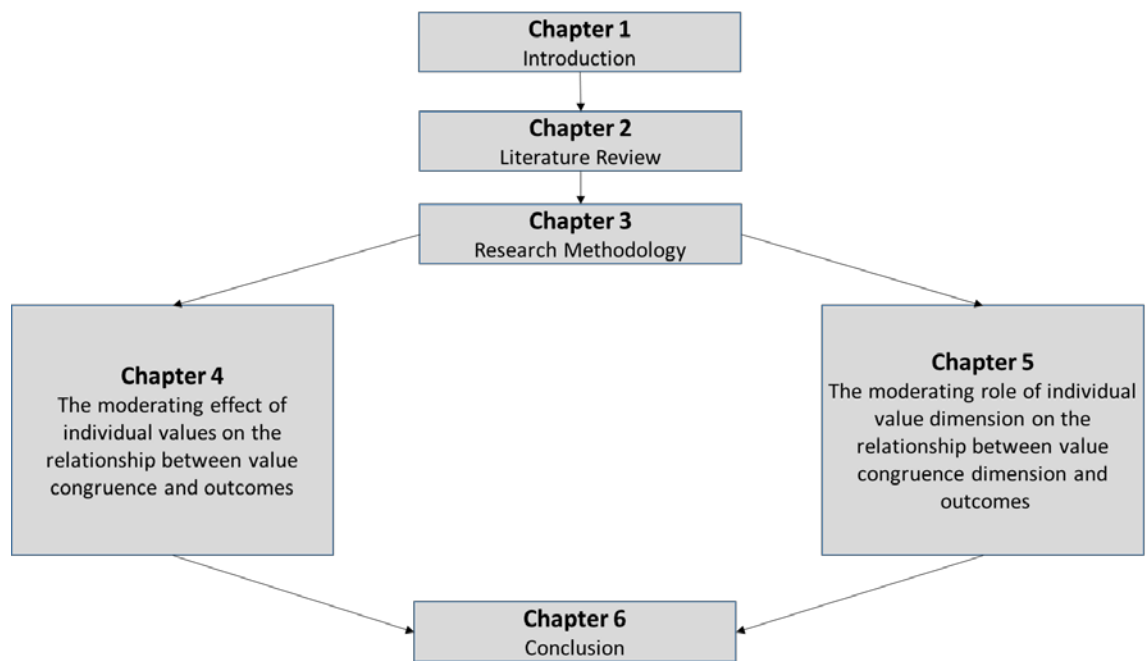 Chapter 1
Introduction
Chapter 2
Literature Review
Chapter 3
Research Methodology
Chapter 4
The moderating effect of
individual values on the
relationship between value
congruence and outcomes
Chapter 5
The moderating role of individual
value dimension on the
relationship between value
congruence dimension and
outcomes
Chapter 6
Conclusion